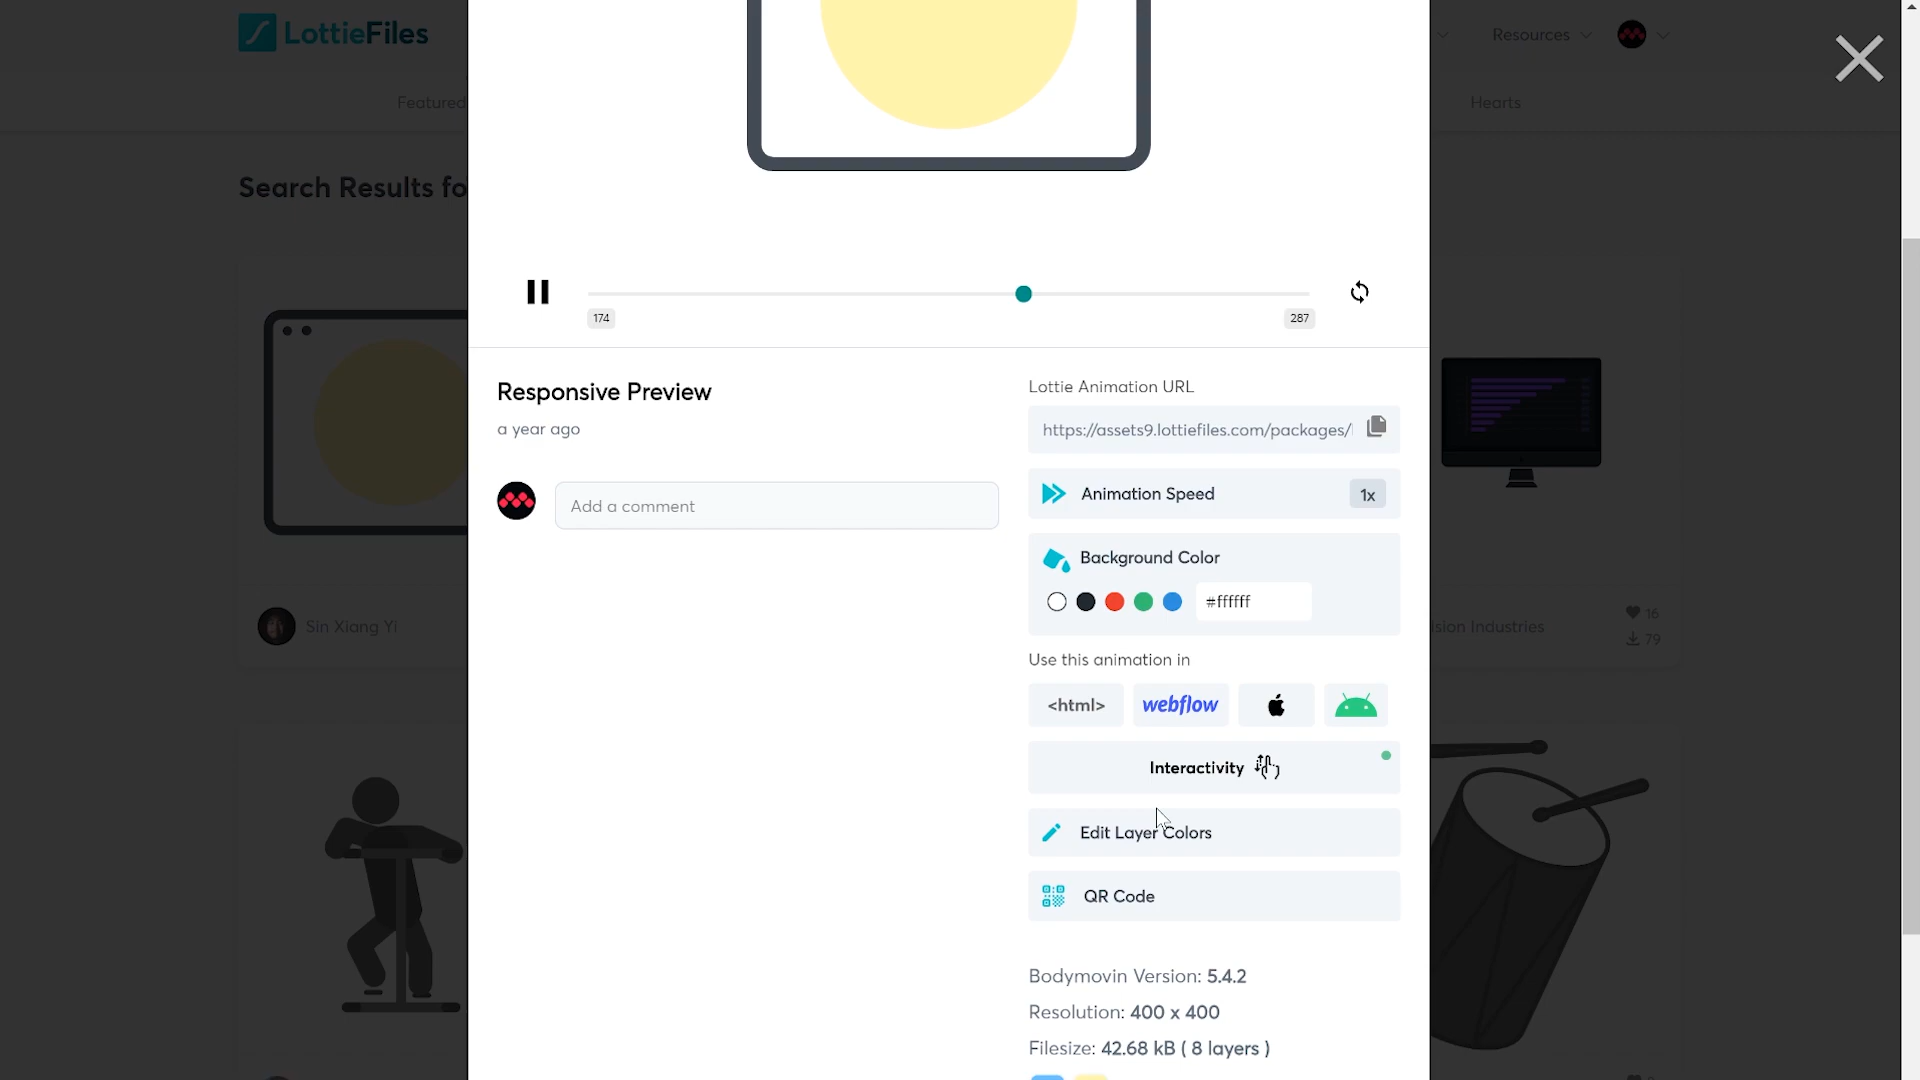 LottieFiles
Resources
Featured
Hearts
Search Results fo
174
287
Responsive Preview
a year ago
Add a comment
Lottie Animation URL
https://assets9.lottiefiles.com/packages/
Animation Speed
1x
Background Color
#ffffff
Use this animation in
<html>
webflow
Interactivity
Edit Layer Colors
QR Code
Bodymovin Version: 5.4.2
Resolution: 400 x 400
Filesize: 42.68 kB ( 8 layers )
Sin Xiang Yi
ision Industries
16
79